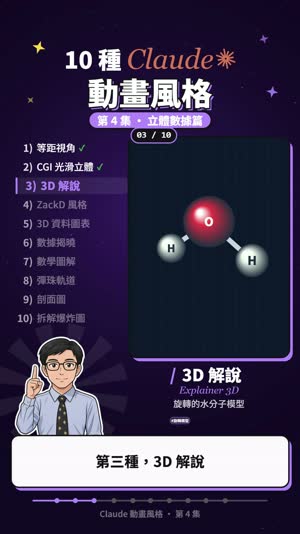 10 種 Claude
動畫風格
第 4 集 · 立體數據篇
03 / 10
1) 等距視角 ✓
2) CGI 光滑立體 ✓
3) 3D 解說
4) ZackD 風格
5) 3D 資料圖表
6) 數據揭曉
7) 數學圖解
8) 彈珠軌道
9) 剖面圖
10) 拆解爆炸圖
O
H
H
/ 3D 解說
Explainer 3D
旋轉的水分子模型
第三種，3D 解說
Claude 動畫風格 · 第 4 集